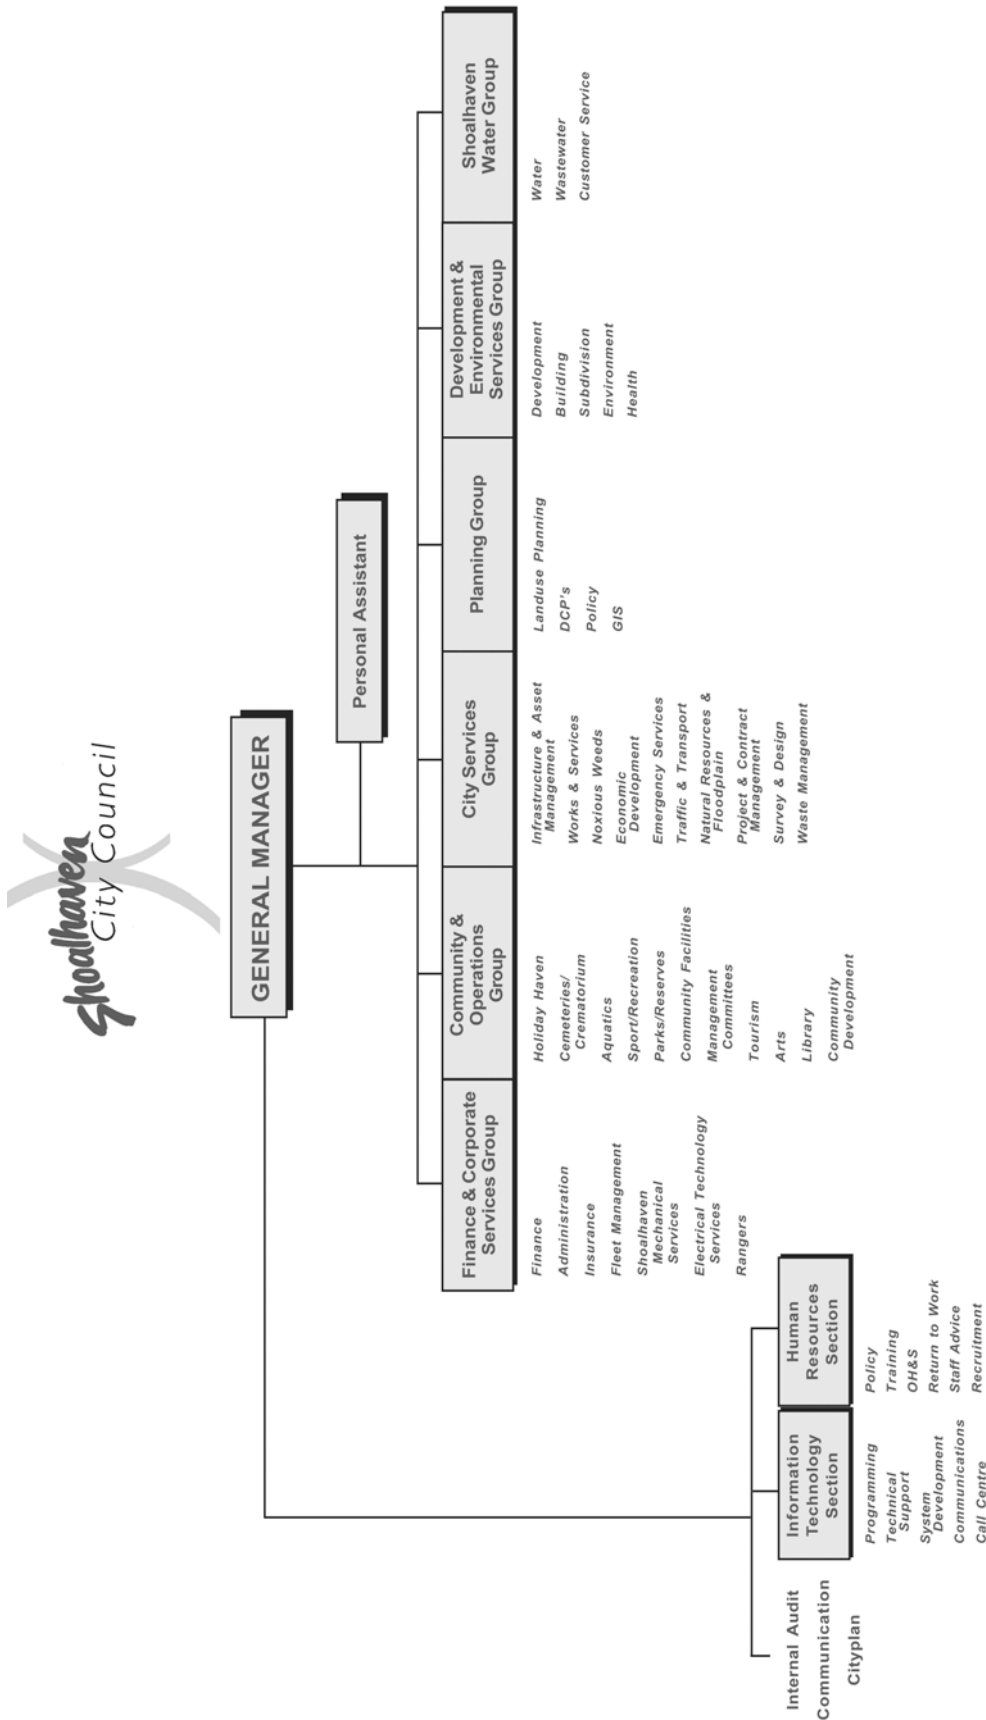 Shoalhaven
City Council
GENERAL MANAGER
Personal Assistant
Finance & Corporate
Services Group
Finance
Administration
Insurance
Fleet Management
Shoalhaven
Mechanical
Services
Electrical Technology
Services
Rangers
Community &
Operations
Group
Holiday Haven
Cemeteries/
Crematorium
Aquatics
Sport/Recreation
Parks/Reserves
Community Facilities
Management
Committees
Tourism
Arts
Library
Community
Development
City Services
Group
Infrastructure & Asset
Management
Works & Services
Noxious Weeds
Economic
Development
Emergency Services
Traffic & Transport
Natural Resources &
Floodplain
Project & Contract
Management
Survey & Design
Waste Management
Planning Group
Landuse Planning
DCP's
Policy
GIS
Development &
Environmental
Services Group
Development
Building
Subdivision
Environment
Health
Shoalhaven
Water Group
Water
Wastewater
Customer Service
Internal Audit
Communication
Cityplan
Information
Technology
Section
Programming
Technical
Support
System
Development
Communications
Call Centre
Human
Resources
Section
Policy
Training
OH&S
Return to Work
Staff Advice
Recruitment